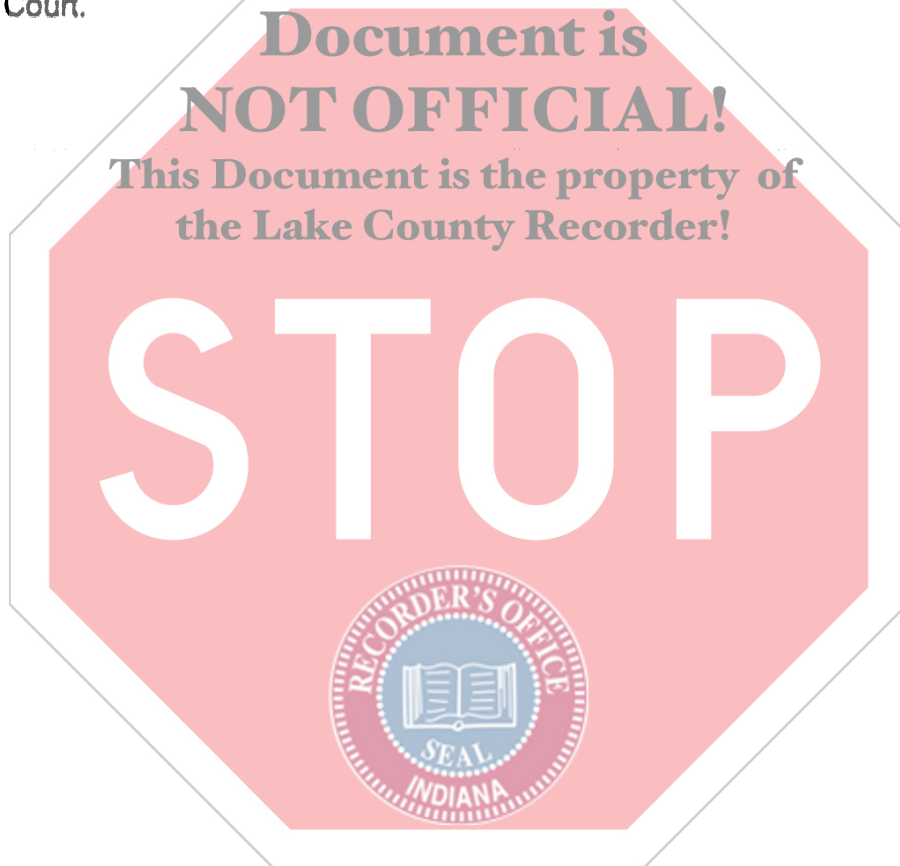 Court.
Document is
NOT OFFICIAL!
This Document is the property of
the Lake County Recorder!
STOP
RECORDER'S OFFICE
SEAL
INDIANA